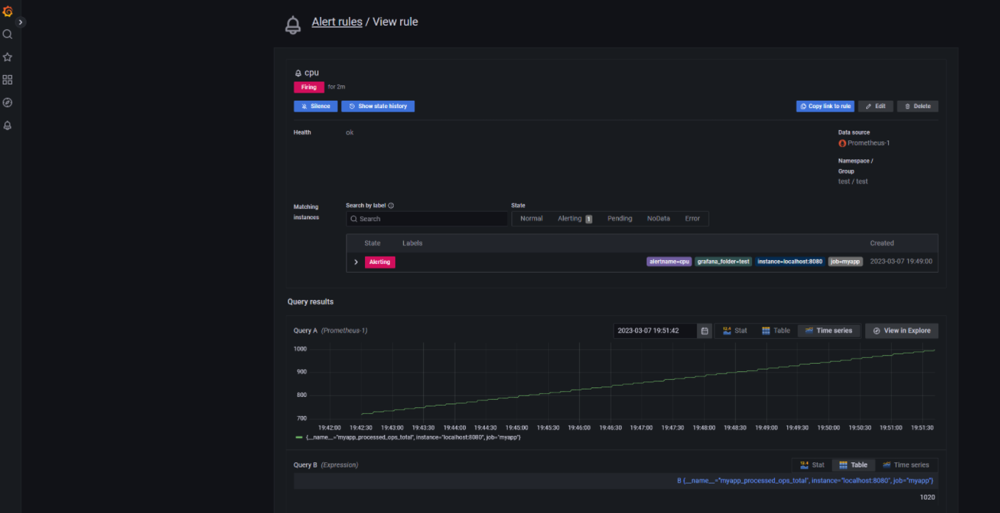 Alert rules / View rule
cpu
Firing for 2m
Silence Show state history Copy link to rule Edit Delete
Health ok Data source
Prometheus-1
Namespace /
Group
test / test
Matching
instances
Search by label State
Search Normal Alerting 1 Pending NoData Error
State Labels Created
Alerting alertname=cpu grafana_folder=test instance=localhost:8080 job=myapp 2023-03-07 19:49:00
Query results
Query A (Prometheus-1) 2023-03-07 19:51:42 12.4 Stat Table Time series View in Explore
1000
900
800
700
19:42:00 19:42:30 19:43:00 19:43:30 19:44:00 19:44:30 19:45:00 19:45:30 19:46:00 19:46:30 19:47:00 19:47:30 19:48:00 19:48:30 19:49:00 19:49:30 19:50:00 19:50:30 19:51:00 19:51:30
{__name__="myapp_processed_ops_total", instance="localhost:8080", job="myapp"}
Query B (Expression) 12.4 Stat Table Time series
B {__name__="myapp_processed_ops_total", instance="localhost:8080", job="myapp"}
1020